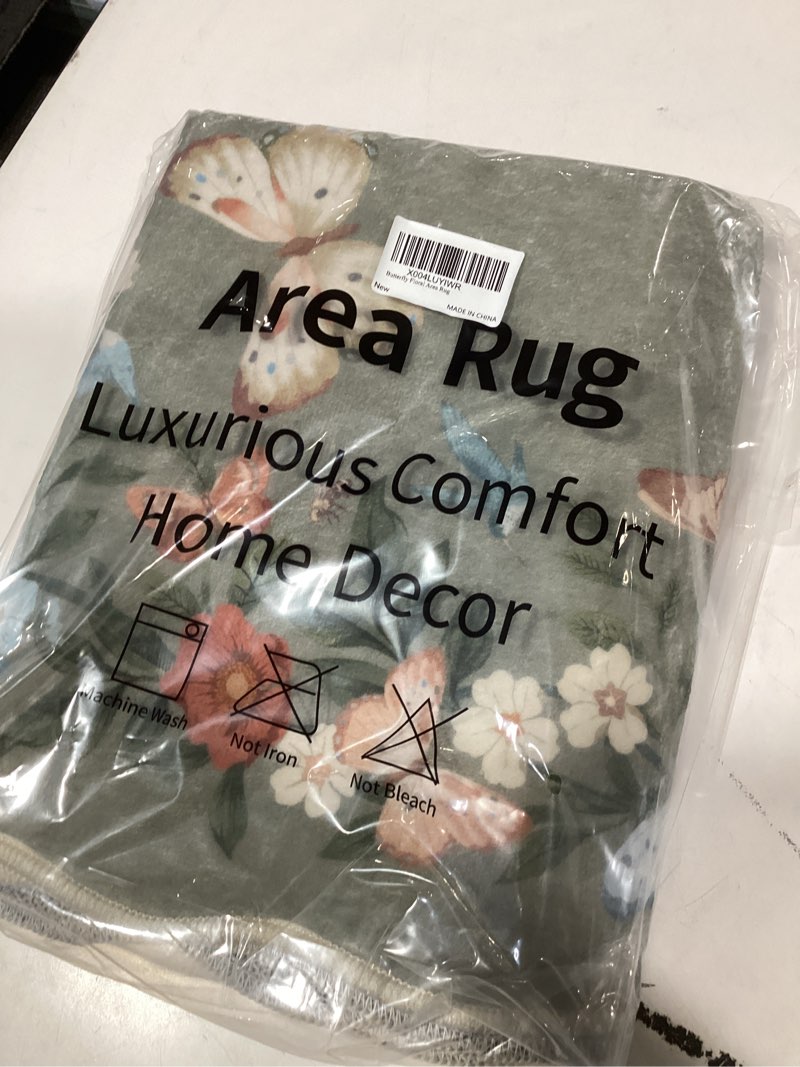 X004LUYIWR
Butterfly Floral Area Rug
New
MADE IN CHINA
Area Rug
Luxurious Comfort
Home Decor
Machine Wash
Not Iron
Not Bleach